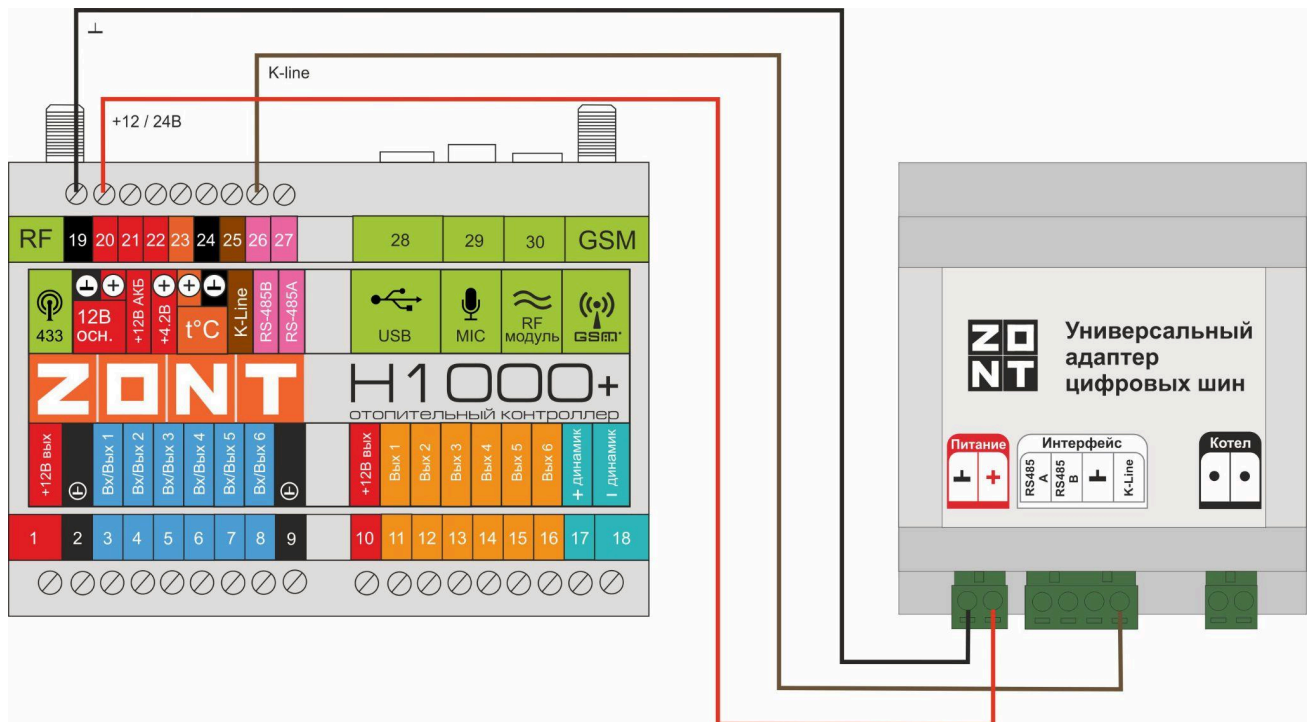 ⊥
K-line
+12 / 24В
RF 19 20 21 22 23 24 25 26 27 28 29 30 GSM
433
12В
осн.
+12В АКБ
+4.2В
t°C
K-Line
RS-485B
RS-485A
USB
MIC
RF
модуль
GSM
ZONT
H1000+
отопительный контроллер
+12В вых
Вх/Вых 1
Вх/Вых 2
Вх/Вых 3
Вх/Вых 4
Вх/Вых 5
Вх/Вых 6
+12В вых
Вых 1
Вых 2
Вых 3
Вых 4
Вых 5
Вых 6
+ динамик
– динамик
1 2 3 4 5 6 7 8 9 10 11 12 13 14 15 16 17 18
ZONT
Универсальный
адаптер
цифровых шин
Питание
⊥ +
Интерфейс
RS485
A
RS485
B
⊥
K-Line
Котел